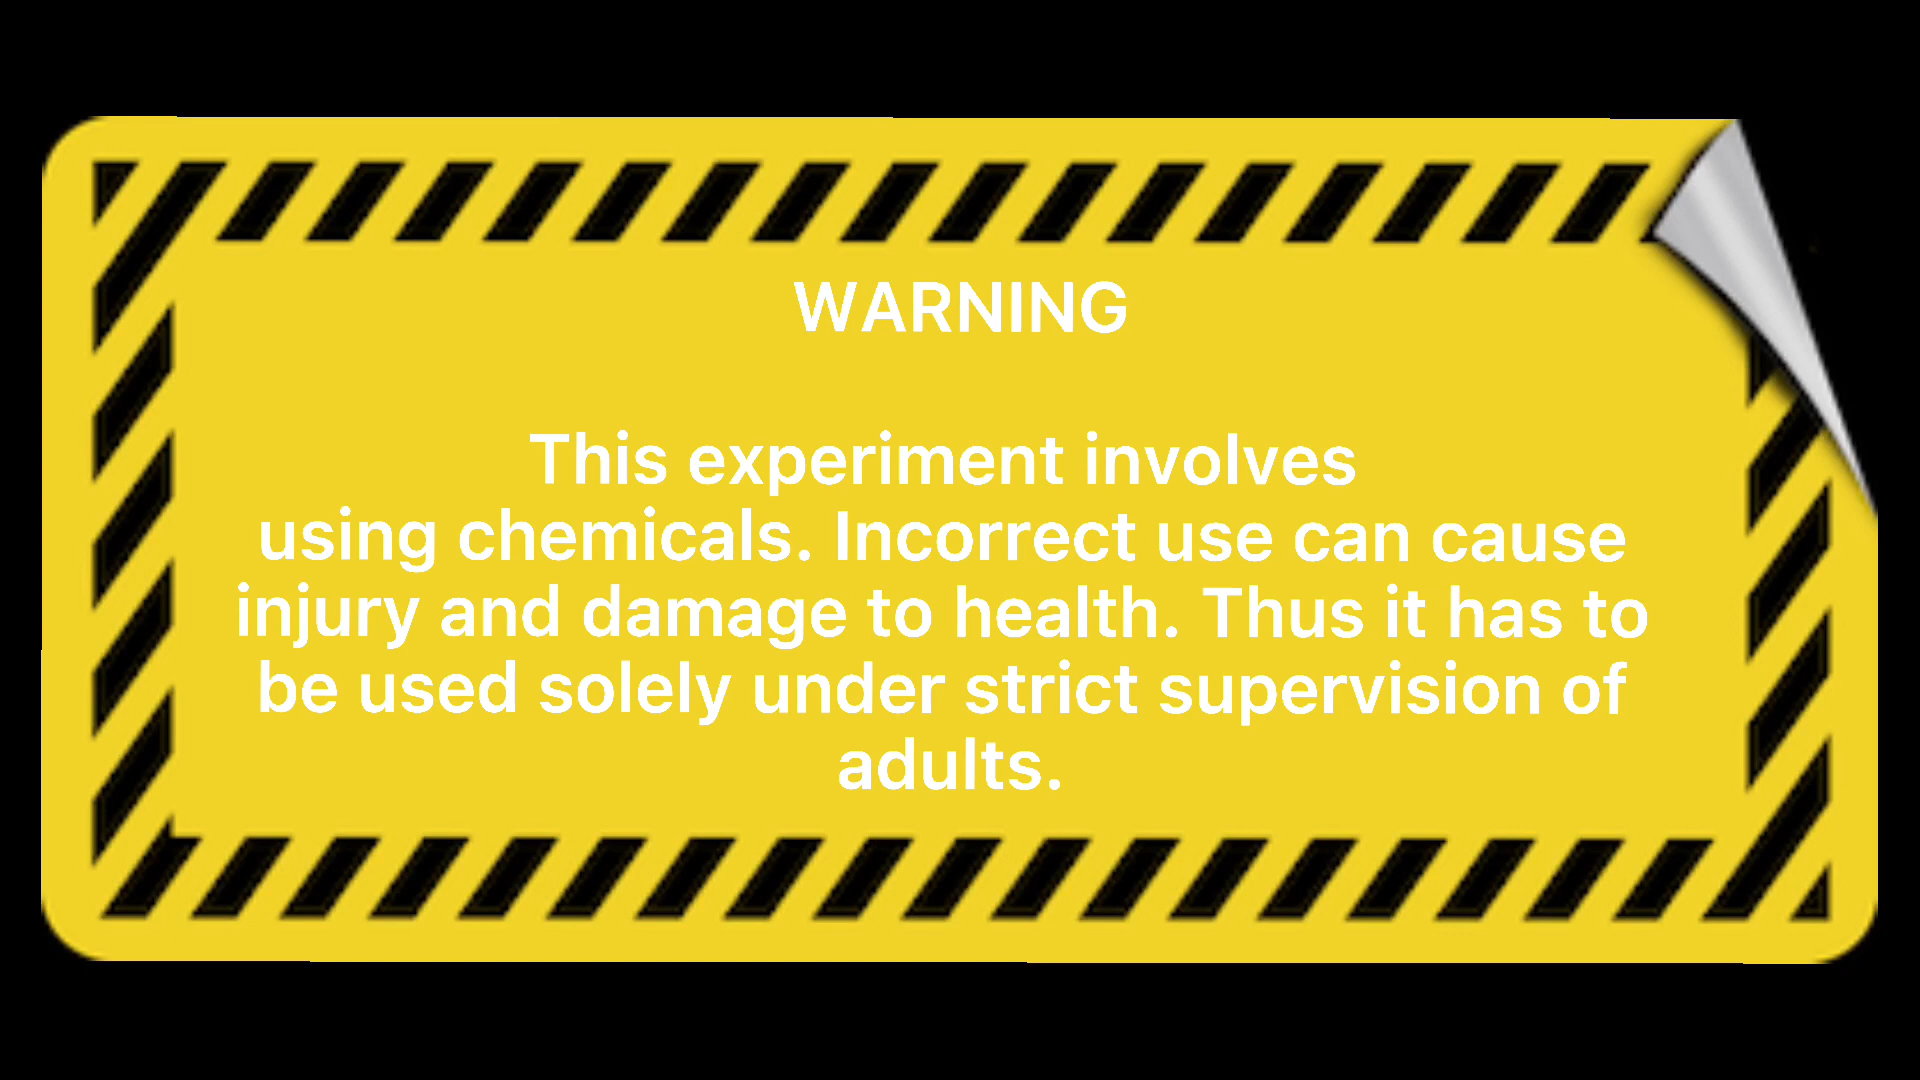 WARNING
This experiment involves
using chemicals. Incorrect use can cause
injury and damage to health. Thus it has to
be used solely under strict supervision of
adults.